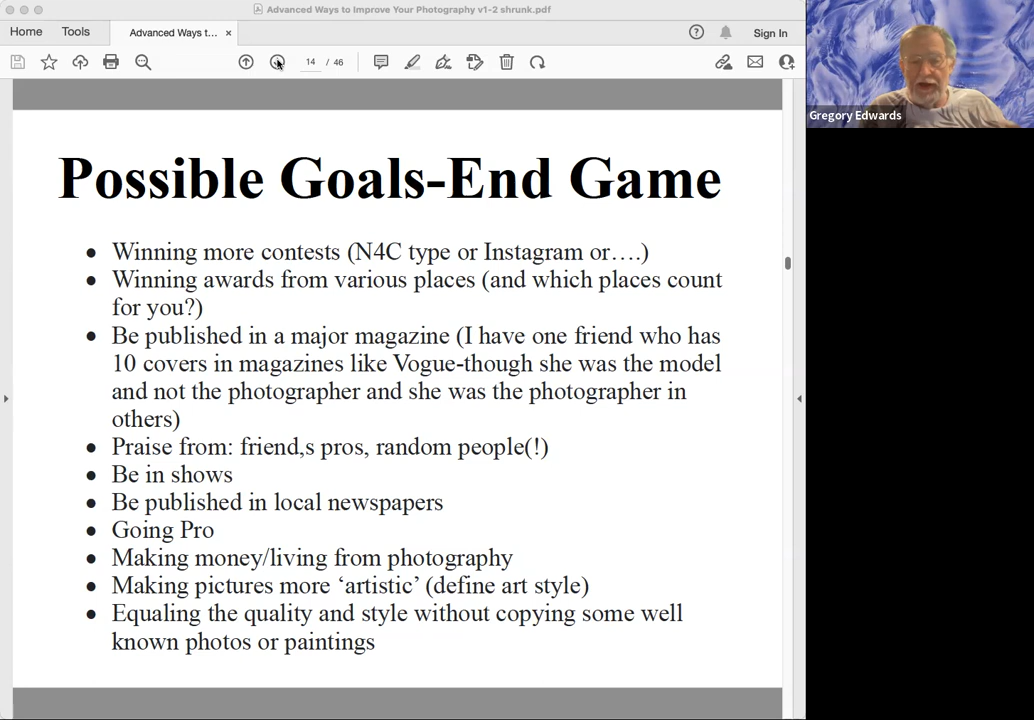 Advanced Ways to Improve Your Photography v1-2 shrunk.pdf
Home Tools Advanced Ways t... × ? Sign In
14 / 46
Gregory Edwards
Possible Goals-End Game
• Winning more contests (N4C type or Instagram or….)
• Winning awards from various places (and which places count
for you?)
• Be published in a major magazine (I have one friend who has
10 covers in magazines like Vogue-though she was the model
and not the photographer and she was the photographer in
others)
• Praise from: friend,s pros, random people(!)
• Be in shows
• Be published in local newspapers
• Going Pro
• Making money/living from photography
• Making pictures more ‘artistic’ (define art style)
• Equaling the quality and style without copying some well
known photos or paintings